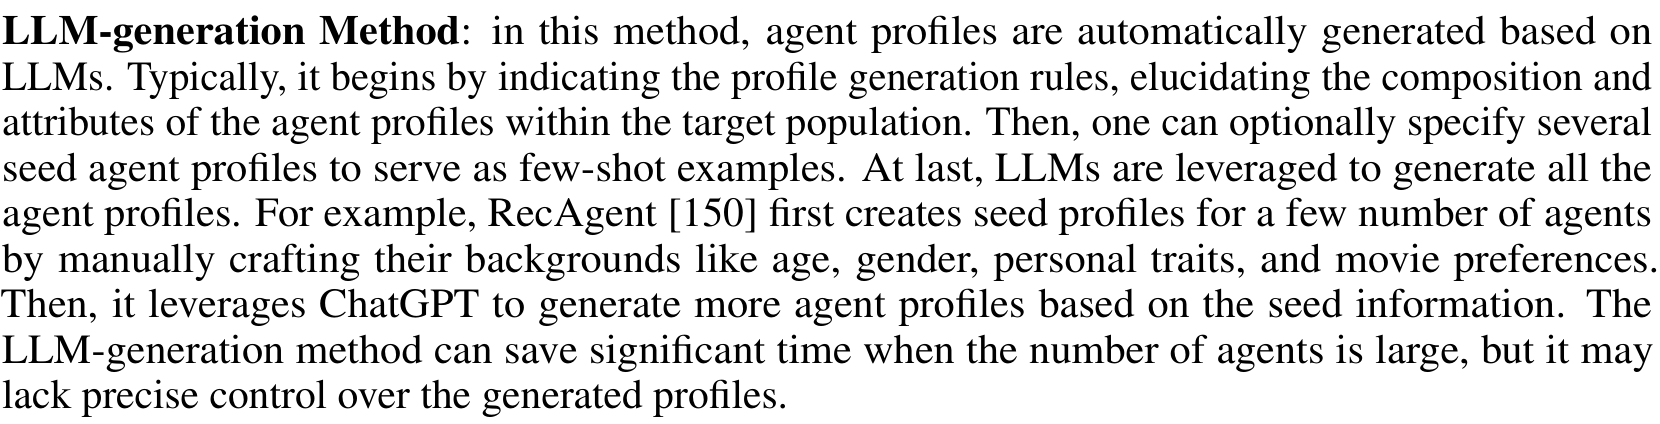 LLM-generation Method: in this method, agent profiles are automatically generated based on
LLMs. Typically, it begins by indicating the profile generation rules, elucidating the composition and
attributes of the agent profiles within the target population. Then, one can optionally specify several
seed agent profiles to serve as few-shot examples. At last, LLMs are leveraged to generate all the
agent profiles. For example, RecAgent [150] first creates seed profiles for a few number of agents
by manually crafting their backgrounds like age, gender, personal traits, and movie preferences.
Then, it leverages ChatGPT to generate more agent profiles based on the seed information. The
LLM-generation method can save significant time when the number of agents is large, but it may
lack precise control over the generated profiles.